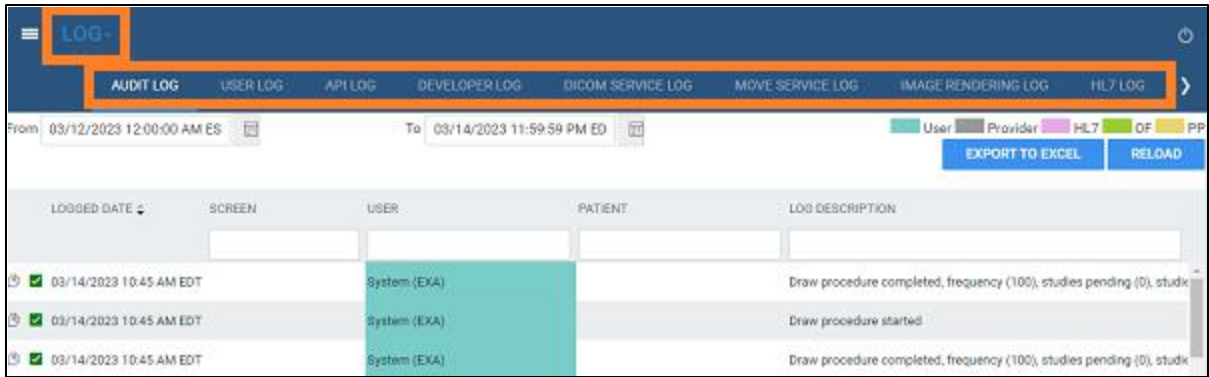 LOG
AUDIT LOG USER LOG API LOG DEVELOPER LOG DICOM SERVICE LOG MOVE SERVICE LOG IMAGE RENDERING LOG HL7 LOG
From 03/12/2023 12:00:00 AM ES To 03/14/2023 11:59:59 PM ED User Provider HL7 OF PP
EXPORT TO EXCEL RELOAD
LOGGED DATE SCREEN USER PATIENT LOG DESCRIPTION
03/14/2023 10:45 AM EDT System (EXA) Draw procedure completed, frequency (100), studies pending (0), studie
03/14/2023 10:45 AM EDT System (EXA) Draw procedure started
03/14/2023 10:45 AM EDT System (EXA) Draw procedure completed, frequency (100), studies pending (0), studie